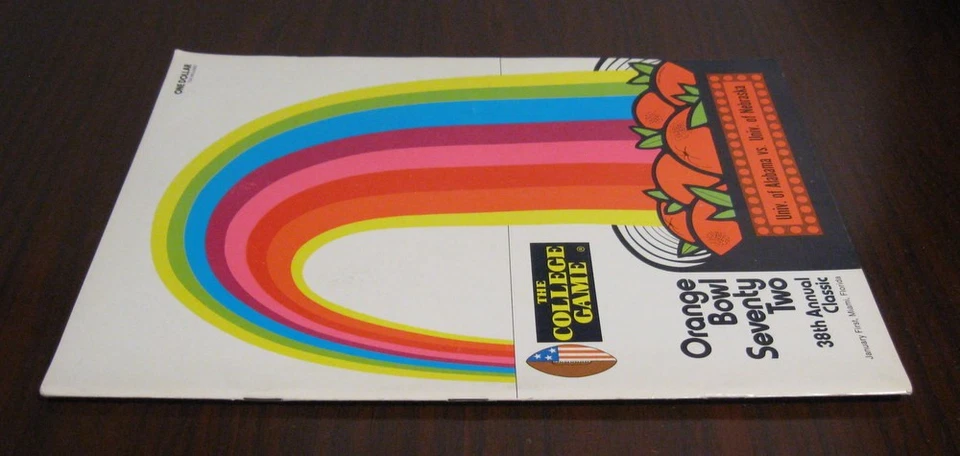 ONE DOLLAR
Univ. of Alabama vs. Univ. of Nebraska
THE
COLLEGE
GAME ®
Orange
Bowl
Seventy
Two
38th Annual
Classic
January First, Miami, Florida